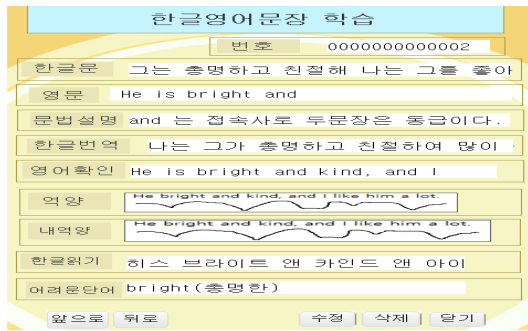 한글영어문장 학습
번호 0000000000002
한글문 그는 총명하고 친절해 나는 그를 좋아
영문 He is bright and
문법설명 and 는 접속사로 두문장은 동급이다.
한글번역 나는 그가 총명하고 친절하여 많이
영어확인 He is bright and kind, and I
억양 He bright and kind, and I like him a lot.
내억양 He bright and kind, and I like him a lot.
한글읽기 히스 브라이트 앤 카인드 앤 아이
어려운단어 bright(총명한)
앞으로 뒤로 수정 삭제 닫기